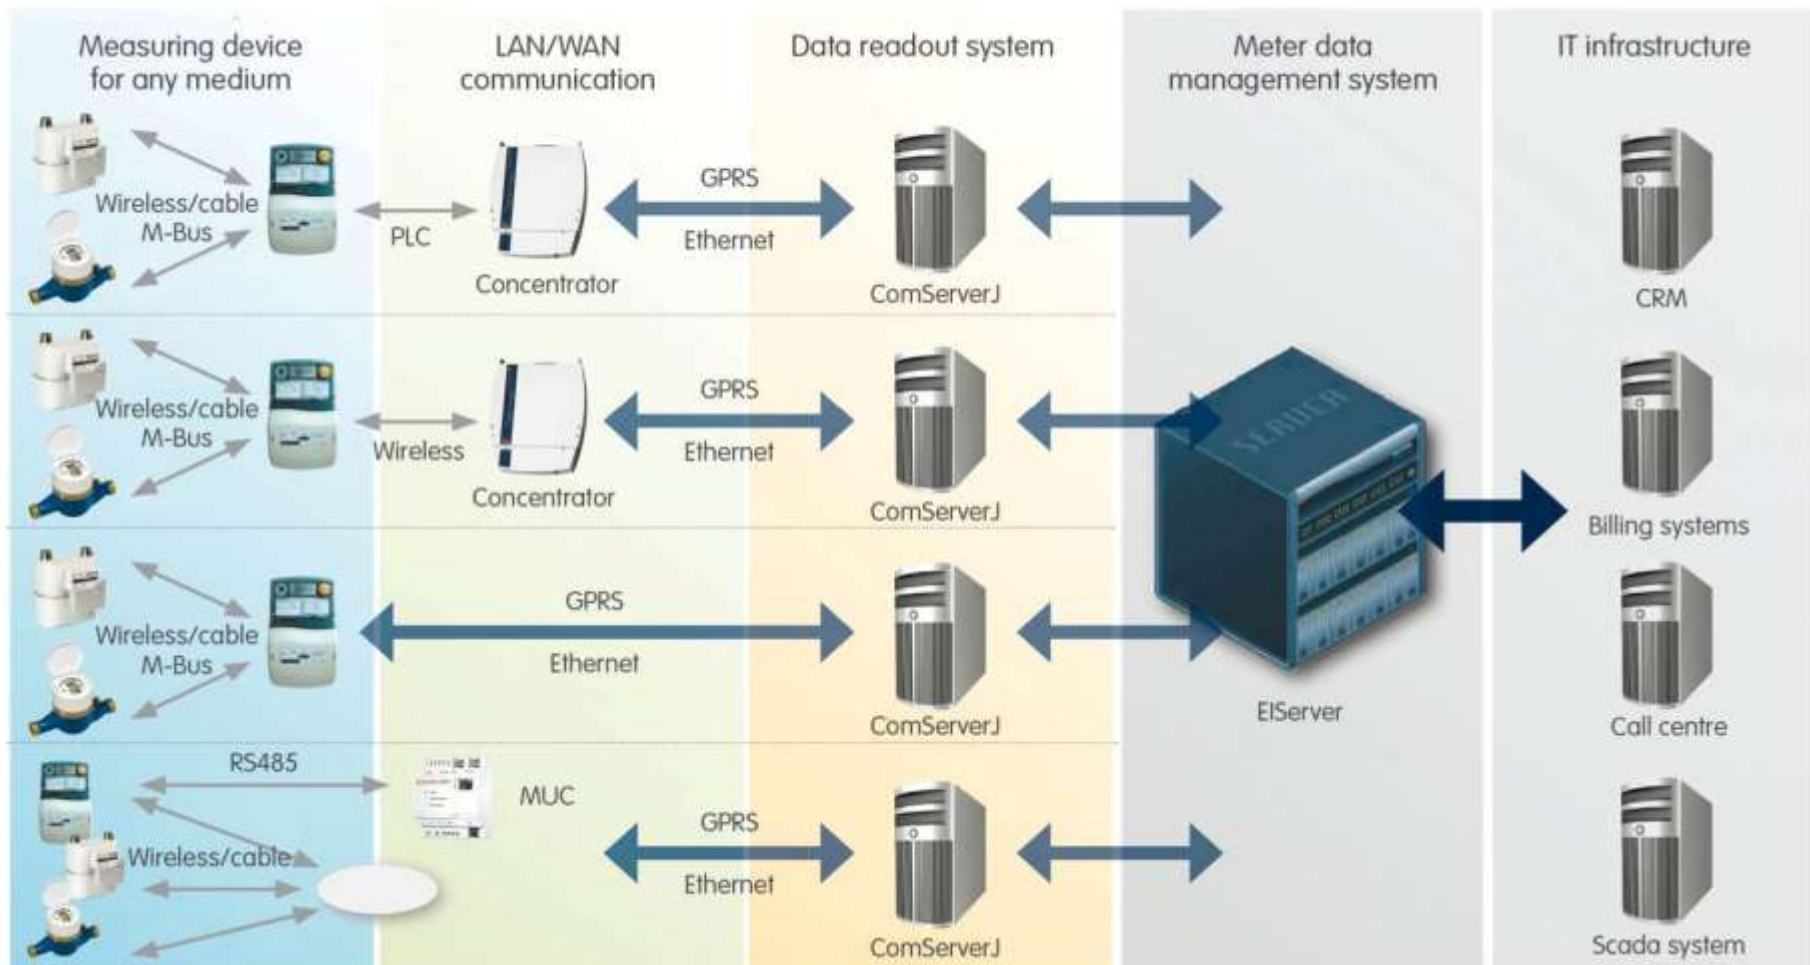 Measuring device
for any medium
LAN/WAN
communication
Data readout system
Meter data
management system
IT infrastructure
Wireless/cable
M-Bus
PLC
Concentrator
GPRS
Ethernet
ComServerJ
CRM
Wireless/cable
M-Bus
Wireless
Concentrator
GPRS
Ethernet
ComServerJ
SERVER
Billing systems
Wireless/cable
M-Bus
GPRS
Ethernet
ComServerJ
EIServer
Call centre
RS485
MUC
Wireless/cable
GPRS
Ethernet
ComServerJ
Scada system